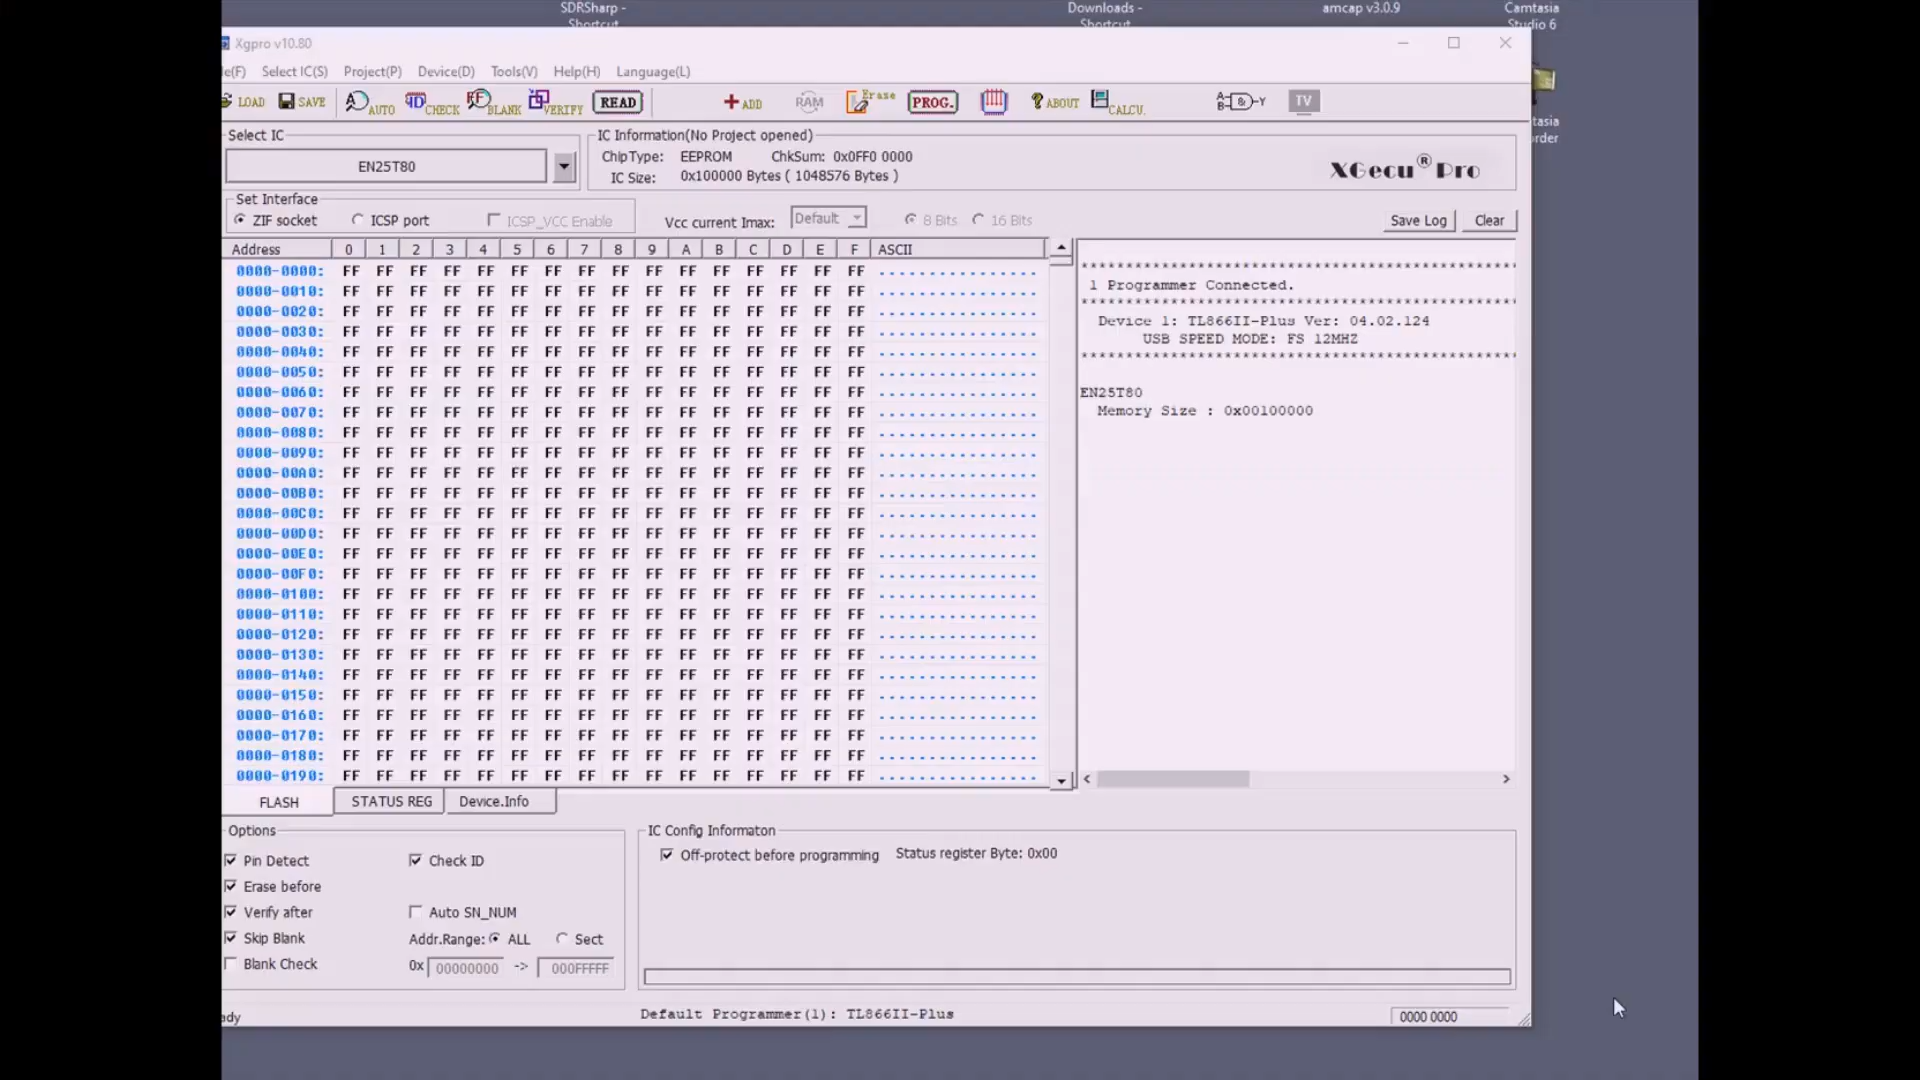 SDRSharp -
Shortcut
Downloads -
Shortcut
amcap v3.0.9
Camtasia
Studio 6
Xgpro v10.80
le(F) Select IC(S) Project(P) Device(D) Tools(V) Help(H) Language(L)
LOAD SAVE AUTO CHECK BLANK VERIFY READ ADD RAM Erase PROG. ABOUT CALCU. TV
tasia
order
Select IC
EN25T80
IC Information(No Project opened)
ChipType: EEPROM ChkSum: 0x0FF0 0000
IC Size: 0x100000 Bytes ( 1048576 Bytes )
XGecu® Pro
Set Interface
ZIF socket ICSP port ICSP_VCC Enable Vcc current Imax: Default 8 Bits 16 Bits Save Log Clear
Address 0 1 2 3 4 5 6 7 8 9 A B C D E F ASCII
0000-0000: FF FF FF FF FF FF FF FF FF FF FF FF FF FF FF FF ................
0000-0010: FF FF FF FF FF FF FF FF FF FF FF FF FF FF FF FF ................
0000-0020: FF FF FF FF FF FF FF FF FF FF FF FF FF FF FF FF ................
0000-0030: FF FF FF FF FF FF FF FF FF FF FF FF FF FF FF FF ................
0000-0040: FF FF FF FF FF FF FF FF FF FF FF FF FF FF FF FF ................
0000-0050: FF FF FF FF FF FF FF FF FF FF FF FF FF FF FF FF ................
0000-0060: FF FF FF FF FF FF FF FF FF FF FF FF FF FF FF FF ................
0000-0070: FF FF FF FF FF FF FF FF FF FF FF FF FF FF FF FF ................
0000-0080: FF FF FF FF FF FF FF FF FF FF FF FF FF FF FF FF ................
0000-0090: FF FF FF FF FF FF FF FF FF FF FF FF FF FF FF FF ................
0000-00A0: FF FF FF FF FF FF FF FF FF FF FF FF FF FF FF FF ................
0000-00B0: FF FF FF FF FF FF FF FF FF FF FF FF FF FF FF FF ................
0000-00C0: FF FF FF FF FF FF FF FF FF FF FF FF FF FF FF FF ................
0000-00D0: FF FF FF FF FF FF FF FF FF FF FF FF FF FF FF FF ................
0000-00E0: FF FF FF FF FF FF FF FF FF FF FF FF FF FF FF FF ................
0000-00F0: FF FF FF FF FF FF FF FF FF FF FF FF FF FF FF FF ................
0000-0100: FF FF FF FF FF FF FF FF FF FF FF FF FF FF FF FF ................
0000-0110: FF FF FF FF FF FF FF FF FF FF FF FF FF FF FF FF ................
0000-0120: FF FF FF FF FF FF FF FF FF FF FF FF FF FF FF FF ................
0000-0130: FF FF FF FF FF FF FF FF FF FF FF FF FF FF FF FF ................
0000-0140: FF FF FF FF FF FF FF FF FF FF FF FF FF FF FF FF ................
0000-0150: FF FF FF FF FF FF FF FF FF FF FF FF FF FF FF FF ................
0000-0160: FF FF FF FF FF FF FF FF FF FF FF FF FF FF FF FF ................
0000-0170: FF FF FF FF FF FF FF FF FF FF FF FF FF FF FF FF ................
0000-0180: FF FF FF FF FF FF FF FF FF FF FF FF FF FF FF FF ................
0000-0190: FF FF FF FF FF FF FF FF FF FF FF FF FF FF FF FF ................
*************************************************
1 Programmer Connected.
*************************************************
Device 1: TL866II-Plus Ver: 04.02.124
USB SPEED MODE: FS 12MHZ
*************************************************
EN25T80
Memory Size : 0x00100000
FLASH STATUS REG Device.Info
Options
Pin Detect Check ID
Erase before
Verify after Auto SN_NUM
Skip Blank Addr.Range: ALL Sect
Blank Check 0x 00000000 -> 000FFFFF
IC Config Informaton
Off-protect before programming Status register Byte: 0x00
ady Default Programmer(1): TL866II-Plus 0000 0000